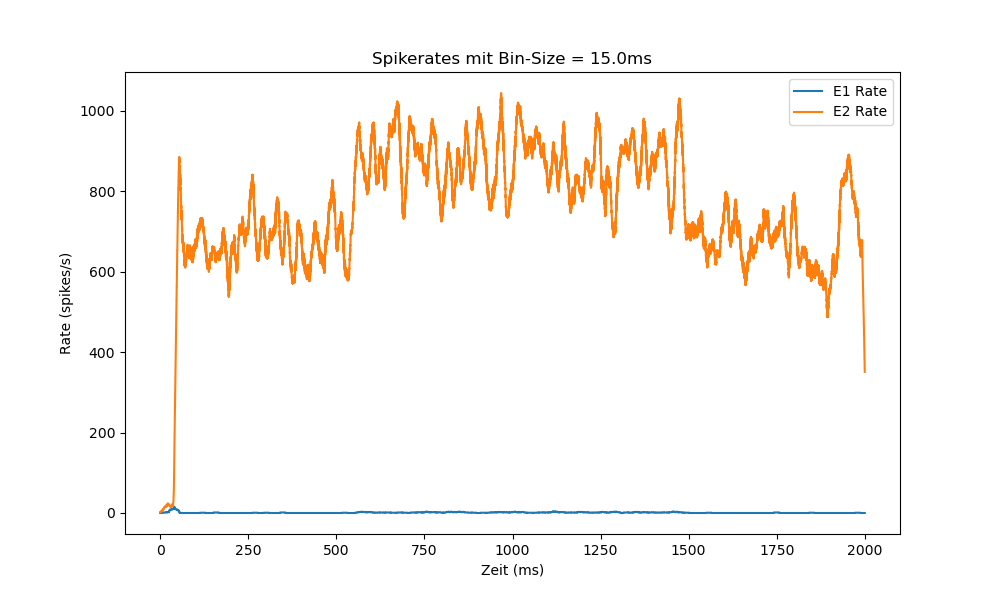 Spikerates mit Bin-Size = 15.0ms
E1 Rate
E2 Rate
Rate (spikes/s)
1000
800
600
400
200
0
0 250 500 750 1000 1250 1500 1750 2000
Zeit (ms)